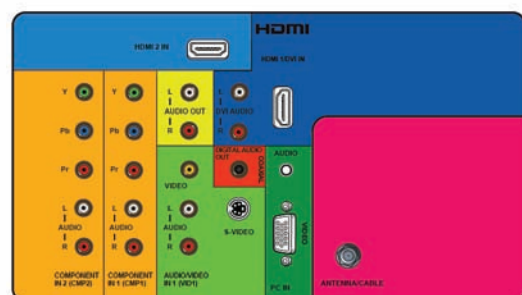 HDMI
HDMI 2 IN
HDMI 1/DVI IN
Y
Pb
Pr
L
AUDIO
R
COMPONENT
IN 2 (CMP2)
Y
Pb
Pr
L
AUDIO
R
COMPONENT
IN 1 (CMP1)
L
AUDIO OUT
R
VIDEO
L
AUDIO
R
AUDIO/VIDEO
IN 1 (VID1)
L
DVI AUDIO
R
DIGITAL AUDIO
OUT
COAXIAL
S-VIDEO
AUDIO
VIDEO
PC IN
ANTENNA/CABLE